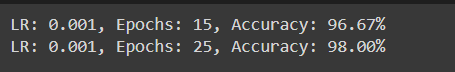 LR: 0.001, Epochs: 15, Accuracy: 96.67%
LR: 0.001, Epochs: 25, Accuracy: 98.00%